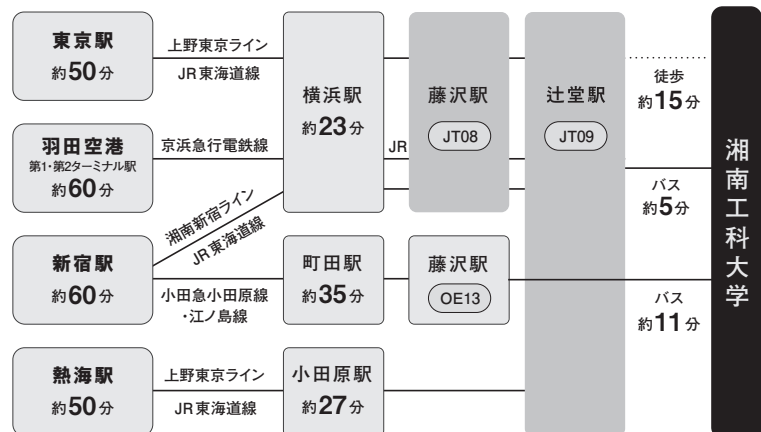 東京駅
約50分
上野東京ライン
JR東海道線
横浜駅
約23分
藤沢駅
JT08
辻堂駅
JT09
徒歩
約15分
羽田空港
第1・第2ターミナル駅
約60分
京浜急行電鉄線
JR
バス
約5分
湘南新宿ライン
JR東海道線
新宿駅
約60分
小田急小田原線
・江ノ島線
町田駅
約35分
藤沢駅
OE13
バス
約11分
熱海駅
約50分
上野東京ライン
JR東海道線
小田原駅
約27分
湘南工科大学